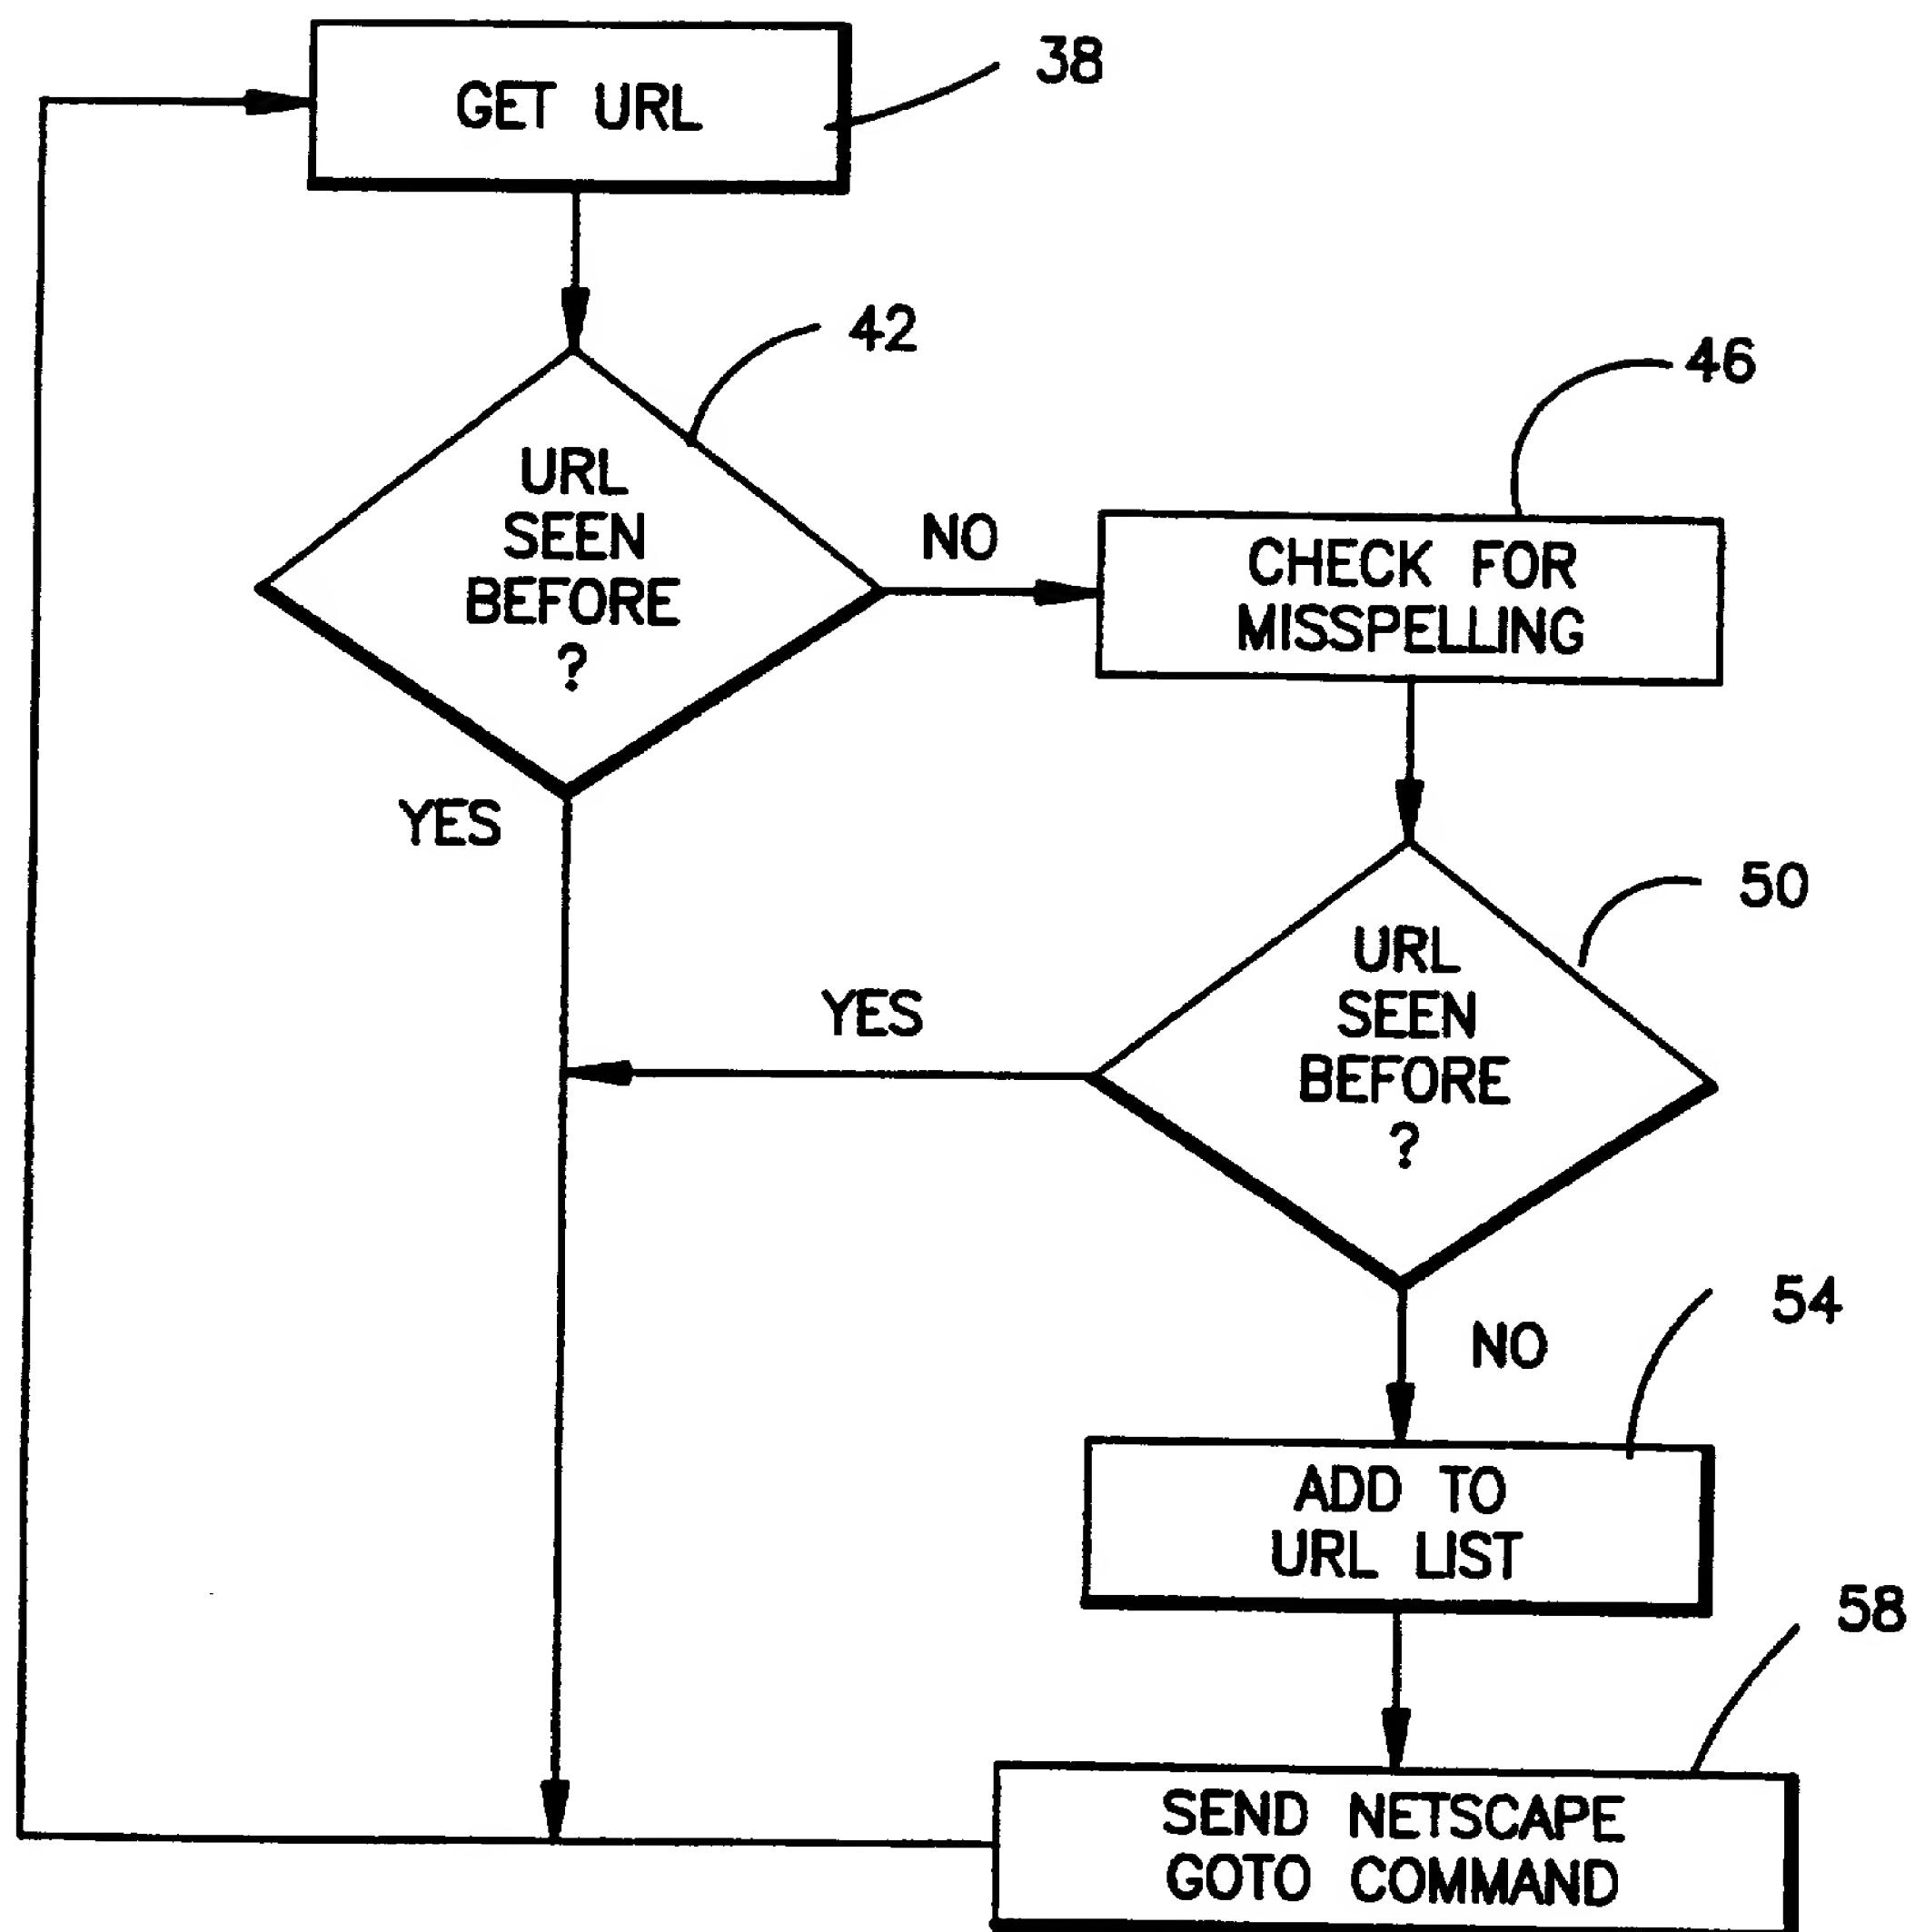 GET URL
38
42
URL
SEEN
BEFORE
?
NO
YES
46
CHECK FOR
MISSPELLING
50
URL
SEEN
BEFORE
?
YES
NO
54
ADD TO
URL LIST
58
SEND NETSCAPE
GOTO COMMAND